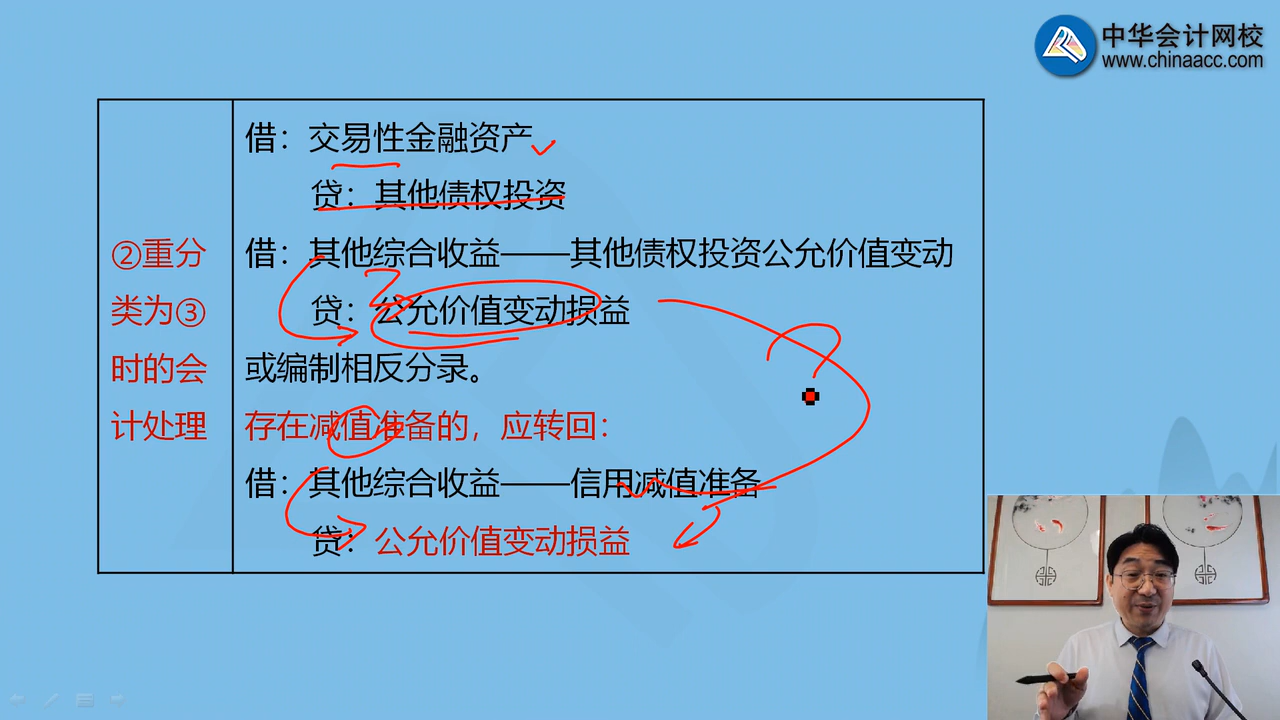 中华会计网校
www.chinaacc.com
②重分
类为③
时的会
计处理
借：交易性金融资产
贷：其他债权投资
借：其他综合收益——其他债权投资公允价值变动
贷：公允价值变动损益
或编制相反分录。
存在减值准备的，应转回：
借：其他综合收益——信用减值准备
贷：公允价值变动损益